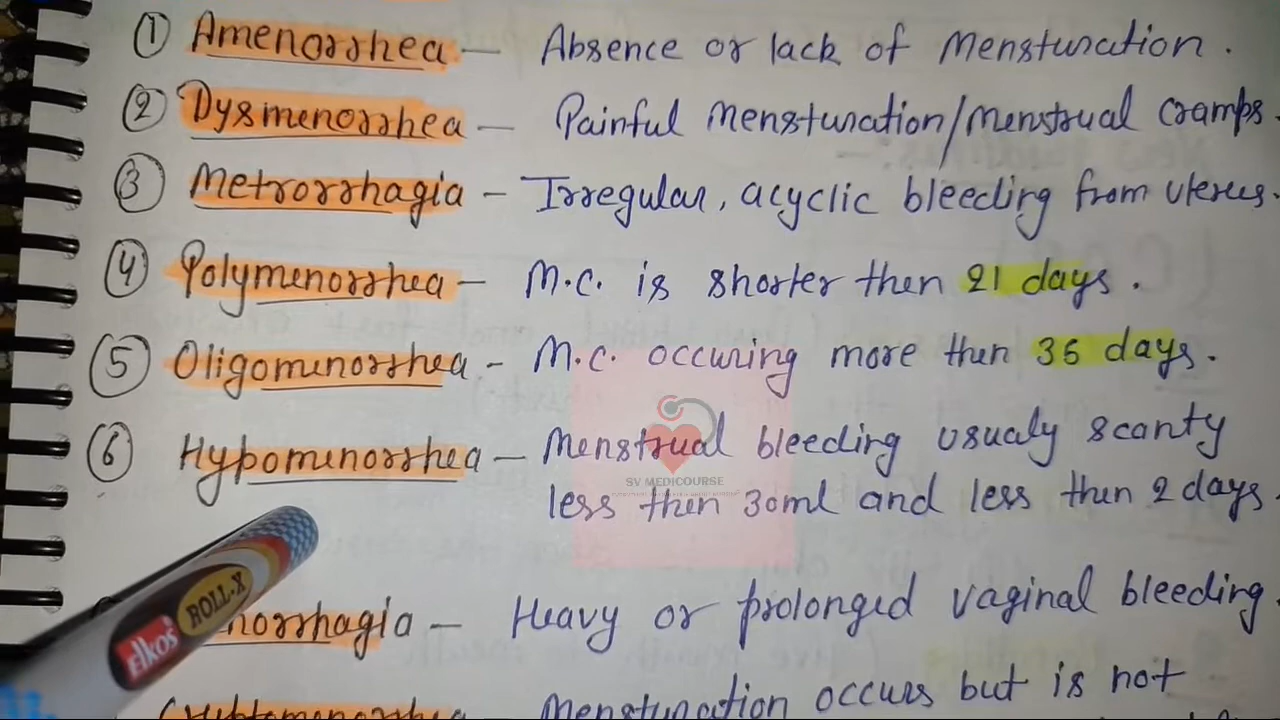 ① Amenorrhea — Absence or lack of Mensturation.
② Dysmenorrhea — Painful Mensturation/Menstrual cramps.
③ Metrorrhagia – Irregular, acyclic bleeding from uterus.
④ Polymenorrhea – M.C. is shorter then 21 days.
⑤ Oligomenorrhea – M.C. occuring more then 35 days.
⑥ Hypomenorrhea – Menstrual bleeding usualy scanty
less then 30ml and less then 2 days.
norrhagia – Heavy or prolonged vaginal bleeding.
Cryptomenorrhea Mensturation occurs but is not
SV MEDICOURSE
elkos ROLL-X